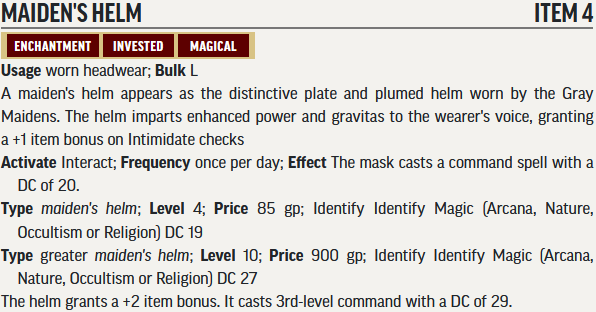 MAIDEN'S HELM ITEM 4
ENCHANTMENT INVESTED MAGICAL
Usage worn headwear; Bulk L
A maiden's helm appears as the distinctive plate and plumed helm worn by the Gray
Maidens. The helm imparts enhanced power and gravitas to the wearer's voice, granting
a +1 item bonus on Intimidate checks
Activate Interact; Frequency once per day; Effect The mask casts a command spell with a
DC of 20.
Type maiden's helm; Level 4; Price 85 gp; Identify Identify Magic (Arcana, Nature,
Occultism or Religion) DC 19
Type greater maiden's helm; Level 10; Price 900 gp; Identify Identify Magic (Arcana,
Nature, Occultism or Religion) DC 27
The helm grants a +2 item bonus. It casts 3rd-level command with a DC of 29.